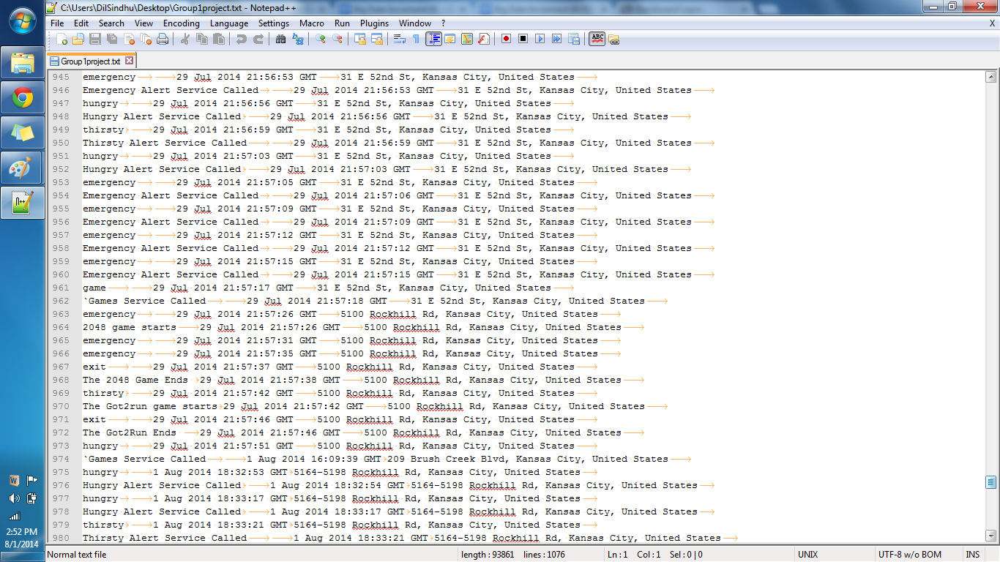 C:\Users\DilSindhu\Desktop\Group1project.txt - Notepad++
File Edit Search View Encoding Language Settings Macro Run Plugins Window ? X
Group1project.txt
945 emergency 29 Jul 2014 21:56:53 GMT 31 E 52nd St, Kansas City, United States
946 Emergency Alert Service Called 29 Jul 2014 21:56:53 GMT 31 E 52nd St, Kansas City, United States
947 hungry 29 Jul 2014 21:56:56 GMT 31 E 52nd St, Kansas City, United States
948 Hungry Alert Service Called 29 Jul 2014 21:56:56 GMT 31 E 52nd St, Kansas City, United States
949 thirsty 29 Jul 2014 21:56:59 GMT 31 E 52nd St, Kansas City, United States
950 Thirsty Alert Service Called 29 Jul 2014 21:56:59 GMT 31 E 52nd St, Kansas City, United States
951 hungry 29 Jul 2014 21:57:03 GMT 31 E 52nd St, Kansas City, United States
952 Hungry Alert Service Called 29 Jul 2014 21:57:03 GMT 31 E 52nd St, Kansas City, United States
953 emergency 29 Jul 2014 21:57:05 GMT 31 E 52nd St, Kansas City, United States
954 Emergency Alert Service Called 29 Jul 2014 21:57:06 GMT 31 E 52nd St, Kansas City, United States
955 emergency 29 Jul 2014 21:57:09 GMT 31 E 52nd St, Kansas City, United States
956 Emergency Alert Service Called 29 Jul 2014 21:57:09 GMT 31 E 52nd St, Kansas City, United States
957 emergency 29 Jul 2014 21:57:12 GMT 31 E 52nd St, Kansas City, United States
958 Emergency Alert Service Called 29 Jul 2014 21:57:12 GMT 31 E 52nd St, Kansas City, United States
959 emergency 29 Jul 2014 21:57:15 GMT 31 E 52nd St, Kansas City, United States
960 Emergency Alert Service Called 29 Jul 2014 21:57:15 GMT 31 E 52nd St, Kansas City, United States
961 game 29 Jul 2014 21:57:17 GMT 31 E 52nd St, Kansas City, United States
962 `Games Service Called 29 Jul 2014 21:57:18 GMT 31 E 52nd St, Kansas City, United States
963 emergency 29 Jul 2014 21:57:26 GMT 5100 Rockhill Rd, Kansas City, United States
964 2048 game starts 29 Jul 2014 21:57:26 GMT 5100 Rockhill Rd, Kansas City, United States
965 emergency 29 Jul 2014 21:57:31 GMT 5100 Rockhill Rd, Kansas City, United States
966 emergency 29 Jul 2014 21:57:35 GMT 5100 Rockhill Rd, Kansas City, United States
967 exit 29 Jul 2014 21:57:37 GMT 5100 Rockhill Rd, Kansas City, United States
968 The 2048 Game Ends 29 Jul 2014 21:57:38 GMT 5100 Rockhill Rd, Kansas City, United States
969 thirsty 29 Jul 2014 21:57:42 GMT 5100 Rockhill Rd, Kansas City, United States
970 The Got2run game starts 29 Jul 2014 21:57:42 GMT 5100 Rockhill Rd, Kansas City, United States
971 exit 29 Jul 2014 21:57:46 GMT 5100 Rockhill Rd, Kansas City, United States
972 The Got2Run Ends 29 Jul 2014 21:57:46 GMT 5100 Rockhill Rd, Kansas City, United States
973 hungry 29 Jul 2014 21:57:51 GMT 5100 Rockhill Rd, Kansas City, United States
974 `Games Service Called 1 Aug 2014 16:09:39 GMT 209 Brush Creek Blvd, Kansas City, United States
975 hungry 1 Aug 2014 18:32:53 GMT 5164-5198 Rockhill Rd, Kansas City, United States
976 Hungry Alert Service Called 1 Aug 2014 18:32:54 GMT 5164-5198 Rockhill Rd, Kansas City, United States
977 hungry 1 Aug 2014 18:33:17 GMT 5164-5198 Rockhill Rd, Kansas City, United States
978 Hungry Alert Service Called 1 Aug 2014 18:33:17 GMT 5164-5198 Rockhill Rd, Kansas City, United States
979 thirsty 1 Aug 2014 18:33:21 GMT 5164-5198 Rockhill Rd, Kansas City, United States
980 Thirsty Alert Service Called 1 Aug 2014 18:33:21 GMT 5164-5198 Rockhill Rd, Kansas City, United States
2:52 PM
8/1/2014
Normal text file length : 93861 lines : 1076 Ln : 1 Col : 1 Sel : 0 | 0 UNIX UTF-8 w/o BOM INS